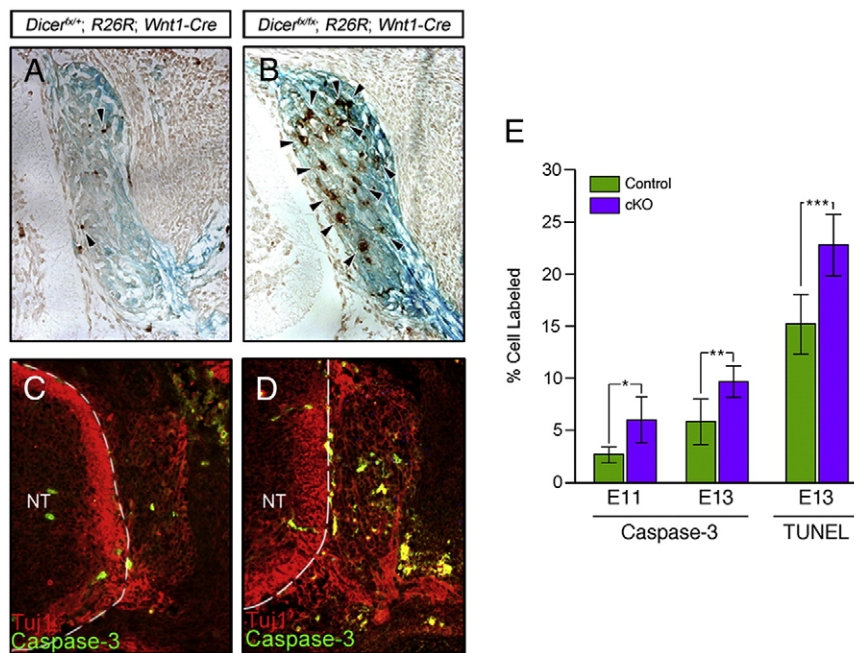 Dicer^fx/+; R26R; Wnt1-Cre
Dicer^fx/fx; R26R; Wnt1-Cre
A
B
C
NT
Tuj1
Caspase-3
D
NT
Tuj1
Caspase-3
E
30
25
20
15
10
5
0
% Cell Labeled
Control
cKO
*
**
***
E11
E13
E13
Caspase-3
TUNEL